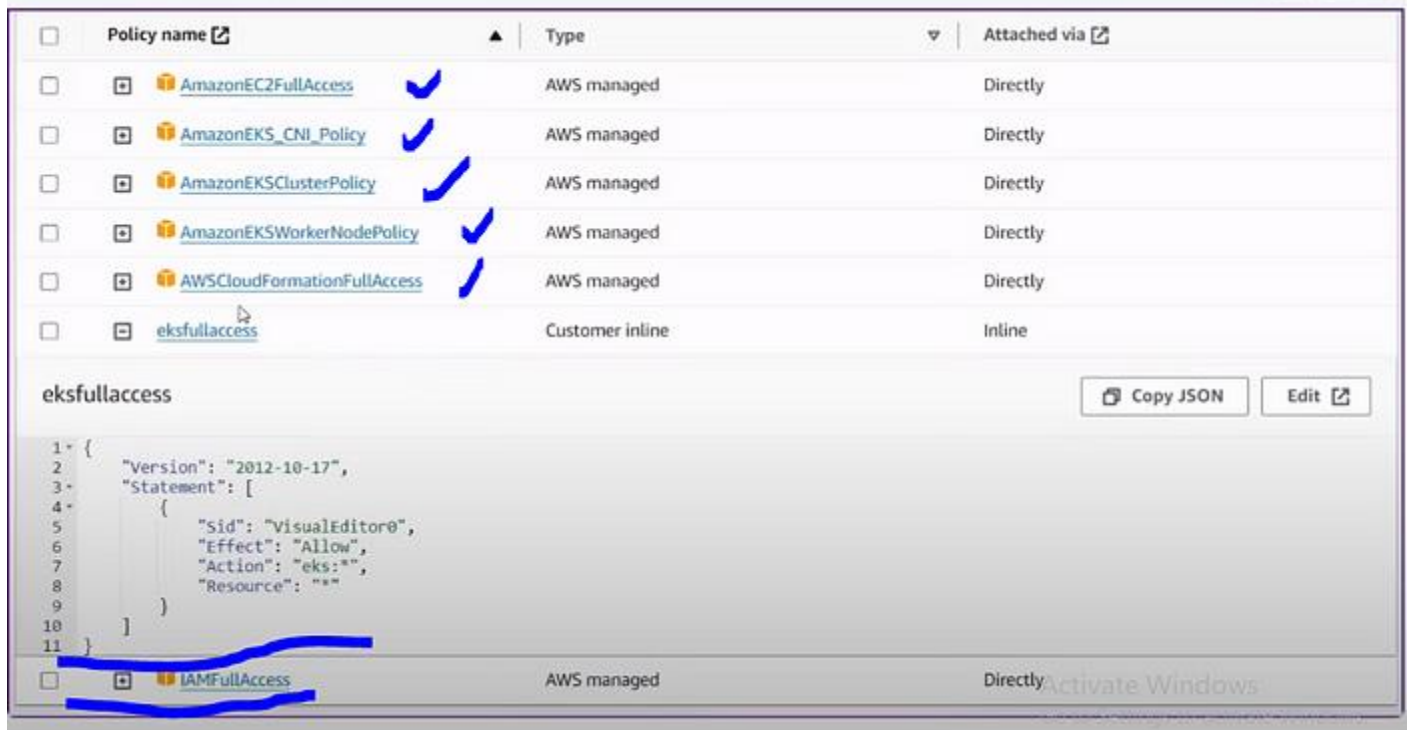 Policy name Type Attached via
AmazonEC2FullAccess AWS managed Directly
AmazonEKS_CNI_Policy AWS managed Directly
AmazonEKSClusterPolicy AWS managed Directly
AmazonEKSWorkerNodePolicy AWS managed Directly
AWSCloudFormationFullAccess AWS managed Directly
eksfullaccess Customer inline Inline
eksfullaccess Copy JSON Edit
1 {
2 "Version": "2012-10-17",
3 "Statement": [
4 {
5 "Sid": "VisualEditor0",
6 "Effect": "Allow",
7 "Action": "eks:*",
8 "Resource": "*"
9 }
10 ]
11 }
IAMFullAccess AWS managed Directly
Activate Windows